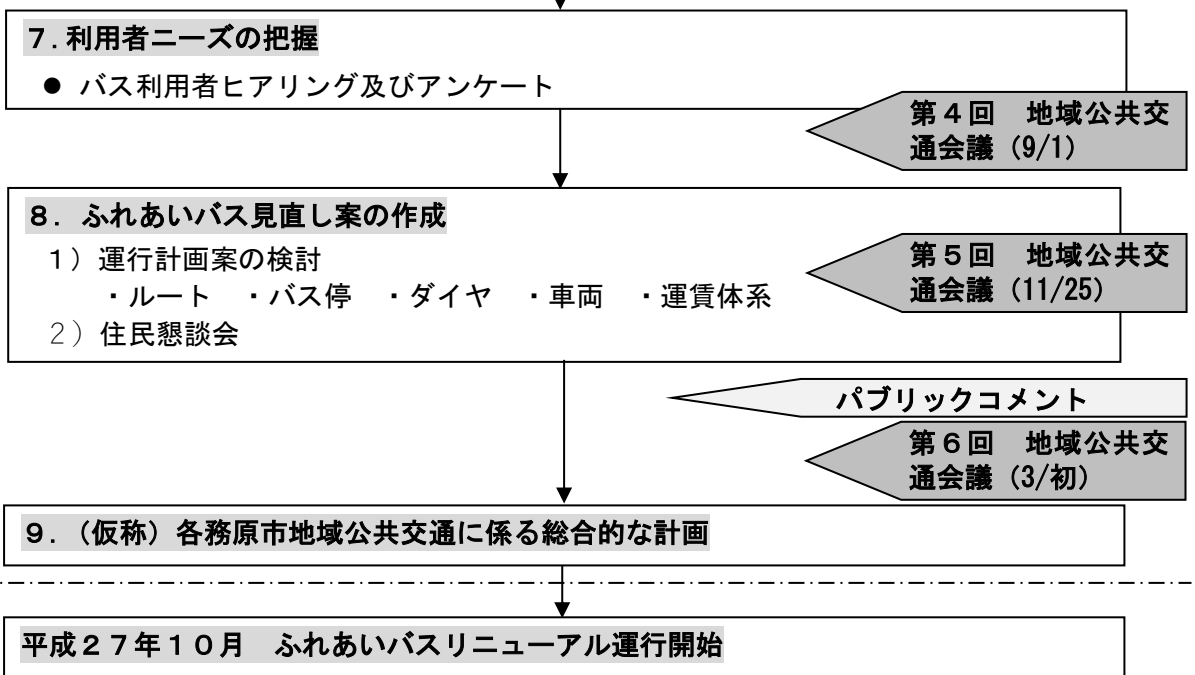 ７．利用者ニーズの把握
● バス利用者ヒアリング及びアンケート
第４回　地域公共交
通会議（9/1）
８．ふれあいバス見直し案の作成
１）運行計画案の検討
・ルート　・バス停　・ダイヤ　・車両　・運賃体系
２）住民懇談会
第５回　地域公共交
通会議（11/25）
パブリックコメント
第６回　地域公共交
通会議（3/初）
９．（仮称）各務原市地域公共交通に係る総合的な計画
平成２７年１０月　ふれあいバスリニューアル運行開始